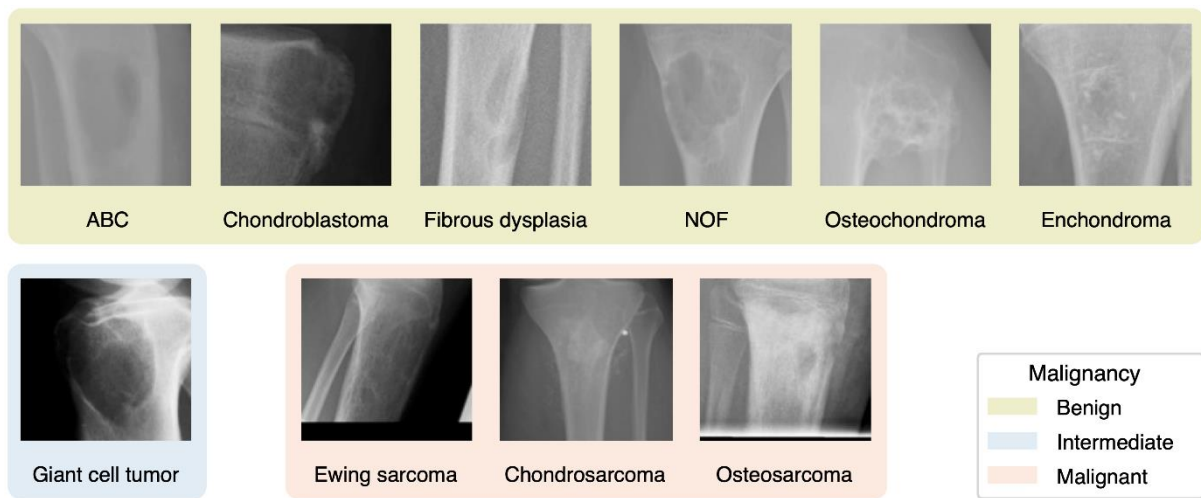 ABC
Chondroblastoma
Fibrous dysplasia
NOF
Osteochondroma
Enchondroma
Giant cell tumor
Ewing sarcoma
Chondrosarcoma
Osteosarcoma
Malignancy
Benign
Intermediate
Malignant